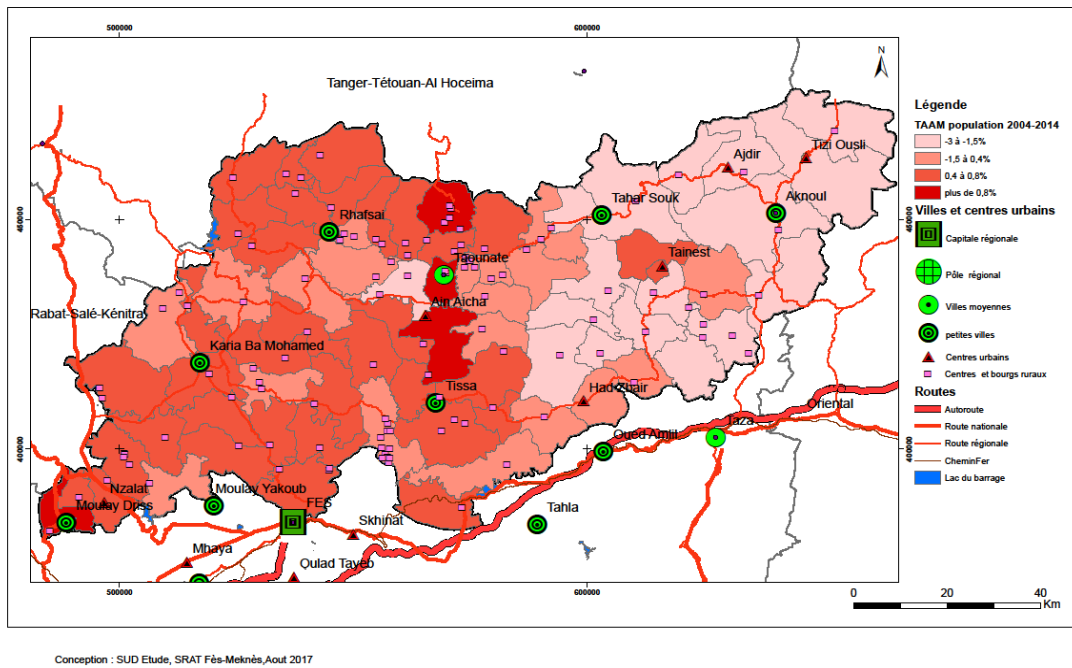 500000
600000
Tanger-Tétouan-Al Hoceima
N
Ajdir
Tizi Ousli
Tahar Souk
Aknoul
Rhafsai
450000
450000
Tainest
Taounate
Rabat-Salé-Kénitra
Ain Aicha
Karia Ba Mohamed
Had Zhair
Tissa
Oriental
Taza
Oued Amlil
400000
400000
Nzalat
Moulay Yakoub
Moulay Driss
FES
Tahla
Skhinat
Mhaya
Oulad Tayeb
500000
600000
Légende
TAAM population 2004-2014
-3 à -1,5%
-1,5 à 0,4%
0,4 à 0,8%
plus de 0,8%
Villes et centres urbains
Capitale régionale
Pôle régional
Villes moyennes
petites villes
Centres urbains
Centres et bourgs ruraux
Routes
Autoroute
Route nationale
Route régionale
CheminFer
Lac du barrage
0 20 40
Km
Conception : SUD Etude, SRAT Fès-Meknès,Aout 2017